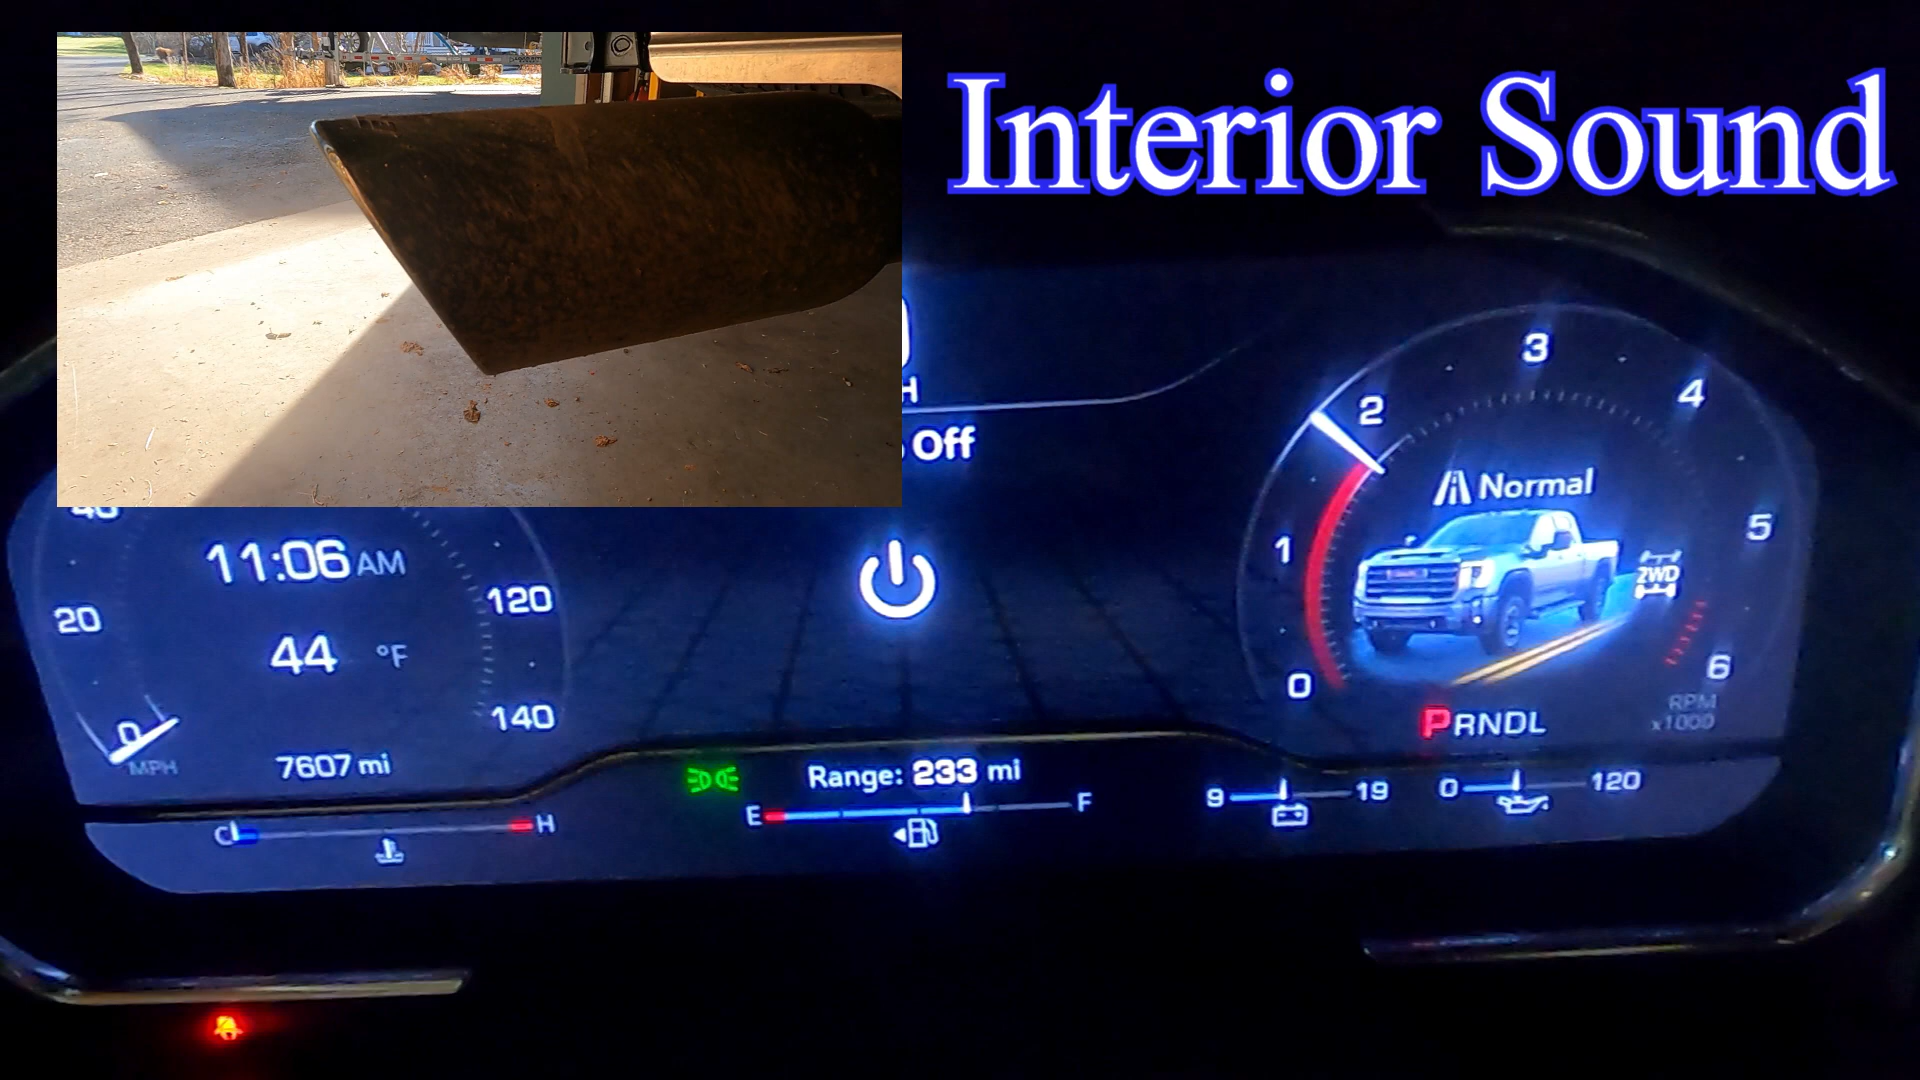 Interior Sound
Off
11:06 AM
44 °F
0 20 120 140
MPH
7607 mi
C H
Range: 233 mi
E F
0 1 2 3 4 5 6
Normal
2WD
RPM
x1000
PRNDL
9 19
0 120